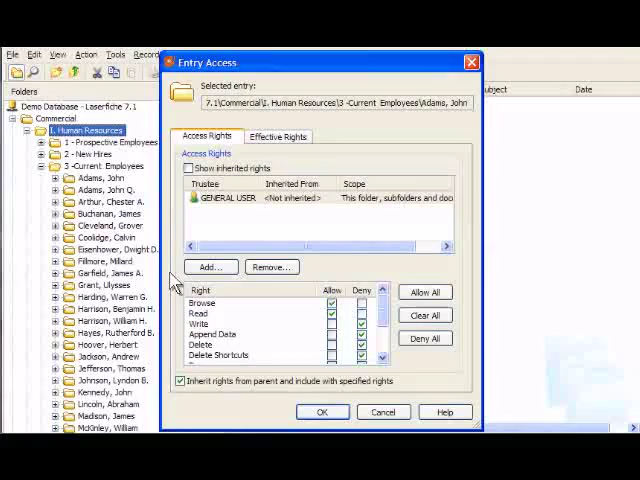 File Edit View Action Tools Record
Entry Access
Folders
Date
Demo Database - Laserfiche 7.1
Commercial
I. Human Resources
1 - Prospective Employees
2 - New Hires
3 -Current Employees
Adams, John
Adams, John Q.
Arthur, Chester A.
Buchanan, James
Cleveland, Grover
Coolidge, Calvin
Eisenhower, Dwight D.
Fillmore, Millard
Garfield, James A.
Grant, Ulysses
Harding, Warren G.
Harrison, Benjamin H.
Harrison, William H.
Hayes, Rutherford B.
Hoover, Herbert
Jackson, Andrew
Jefferson, Thomas
Johnson, Lyndon B.
Kennedy, John
Lincoln, Abraham
Madison, James
McKinley, William
Selected entry:
7.1\Commercial\I. Human Resources\3 -Current Employees\Adams, John
Access Rights Effective Rights
Access Rights
Show inherited rights
Trustee Inherited From Scope
GENERAL USER <Not inherited> This folder, subfolders and doo
Add... Remove...
Right Allow Deny
Browse
Read
Write
Append Data
Delete
Delete Shortcuts
Allow All
Clear All
Deny All
Inherit rights from parent and include with specified rights
OK Cancel Help